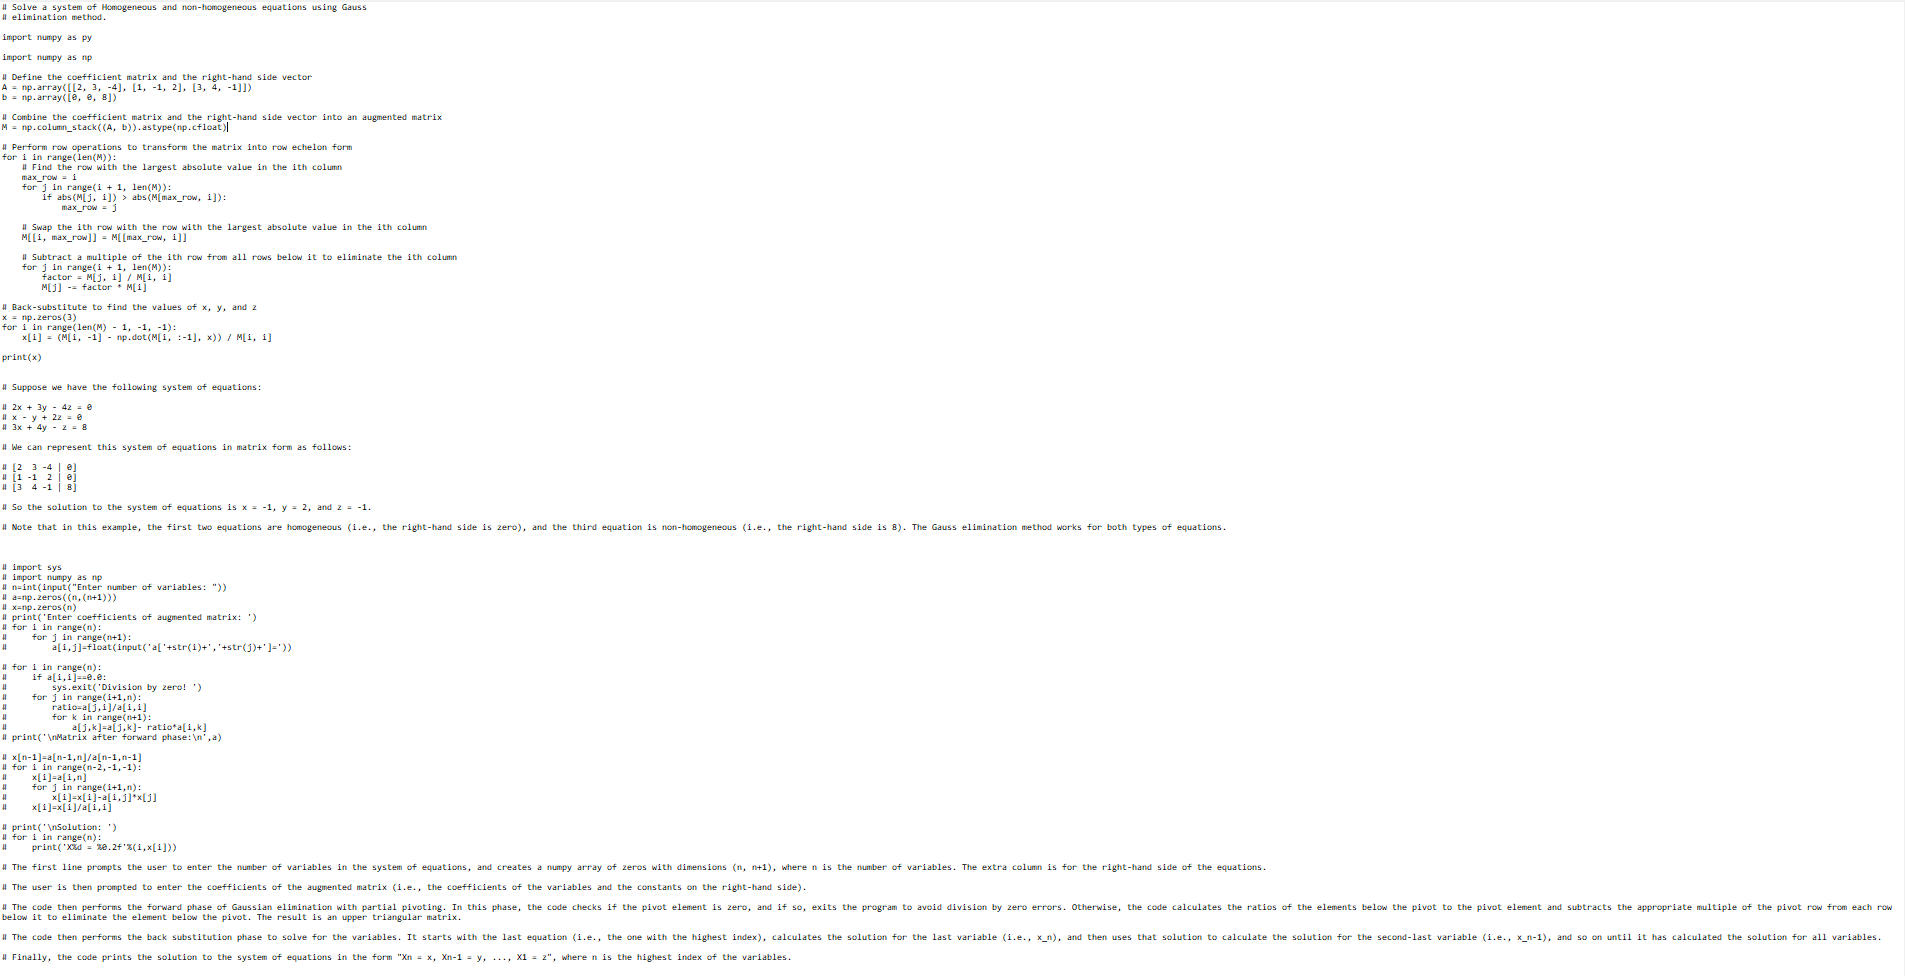 # Solve a system of Homogeneous and non-homogeneous equations using Gauss
# elimination method.
import numpy as py
import numpy as np
# Define the coefficient matrix and the right-hand side vector
A = np.array([[2, 3, -4], [1, -1, 2], [3, 4, -1]])
b = np.array([0, 0, 8])
# Combine the coefficient matrix and the right-hand side vector into an augmented matrix
M = np.column_stack((A, b)).astype(np.cfloat)
# Perform row operations to transform the matrix into row echelon form
for i in range(len(M)):
    # Find the row with the largest absolute value in the ith column
    max_row = i
    for j in range(i + 1, len(M)):
        if abs(M[j, i]) > abs(M[max_row, i]):
            max_row = j
    # Swap the ith row with the row with the largest absolute value in the ith column
    M[[i, max_row]] = M[[max_row, i]]
    # Subtract a multiple of the ith row from all rows below it to eliminate the ith column
    for j in range(i + 1, len(M)):
        factor = M[j, i] / M[i, i]
        M[j] -= factor * M[i]
# Back-substitute to find the values of x, y, and z
x = np.zeros(3)
for i in range(len(M) - 1, -1, -1):
    x[i] = (M[i, -1] - np.dot(M[i, :-1], x)) / M[i, i]
print(x)
# Suppose we have the following system of equations:
# 2x + 3y - 4z = 0
# x - y + 2z = 0
# 3x + 4y - z = 8
# We can represent this system of equations in matrix form as follows:
# [2  3 -4 | 0]
# [1 -1  2 | 0]
# [3  4 -1 | 8]
# So the solution to the system of equations is x = -1, y = 2, and z = -1.
# Note that in this example, the first two equations are homogeneous (i.e., the right-hand side is zero), and the third equation is non-homogeneous (i.e., the right-hand side is 8). The Gauss elimination method works for both types of equations.
# import sys
# import numpy as np
# n=int(input("Enter number of variables: "))
# a=np.zeros((n,(n+1)))
# x=np.zeros(n)
# print('Enter coefficients of augmented matrix: ')
# for i in range(n):
#     for j in range(n+1):
#         a[i,j]=float(input('a['+str(i)+','+str(j)+']='))
# for i in range(n):
#     if a[i,i]==0.0:
#         sys.exit('Division by zero! ')
#     for j in range(i+1,n):
#         ratio=a[j,i]/a[i,i]
#         for k in range(n+1):
#             a[j,k]=a[j,k]- ratio*a[i,k]
# print('\nMatrix after forward phase:\n',a)
# x[n-1]=a[n-1,n]/a[n-1,n-1]
# for i in range(n-2,-1,-1):
#     x[i]=a[i,n]
#     for j in range(i+1,n):
#         x[i]=x[i]-a[i,j]*x[j]
#     x[i]=x[i]/a[i,i]
# print('\nSolution: ')
# for i in range(n):
#     print('X%d = %0.2f'%(i,x[i]))
# The first line prompts the user to enter the number of variables in the system of equations, and creates a numpy array of zeros with dimensions (n, n+1), where n is the number of variables. The extra column is for the right-hand side of the equations.
# The user is then prompted to enter the coefficients of the augmented matrix (i.e., the coefficients of the variables and the constants on the right-hand side).
# The code then performs the forward phase of Gaussian elimination with partial pivoting. In this phase, the code checks if the pivot element is zero, and if so, exits the program to avoid division by zero errors. Otherwise, the code calculates the ratios of the elements below the pivot to the pivot element and subtracts the appropriate multiple of the pivot row from each row
below it to eliminate the element below the pivot. The result is an upper triangular matrix.
# The code then performs the back substitution phase to solve for the variables. It starts with the last equation (i.e., the one with the highest index), calculates the solution for the last variable (i.e., x_n), and then uses that solution to calculate the solution for the second-last variable (i.e., x_n-1), and so on until it has calculated the solution for all variables.
# Finally, the code prints the solution to the system of equations in the form "Xn = x, Xn-1 = y, ..., X1 = z", where n is the highest index of the variables.